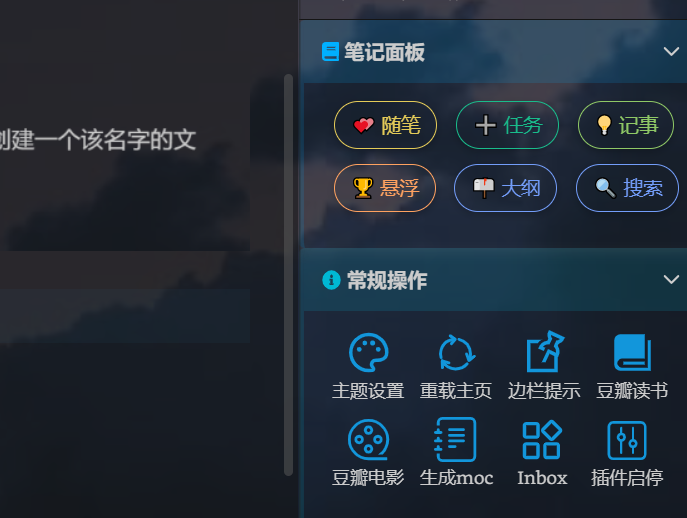 笔记面板
随笔 任务 记事
建一个该名字的文
悬浮 大纲 搜索
常规操作
主题设置 重载主页 边栏提示 豆瓣读书
豆瓣电影 生成moc Inbox 插件启停